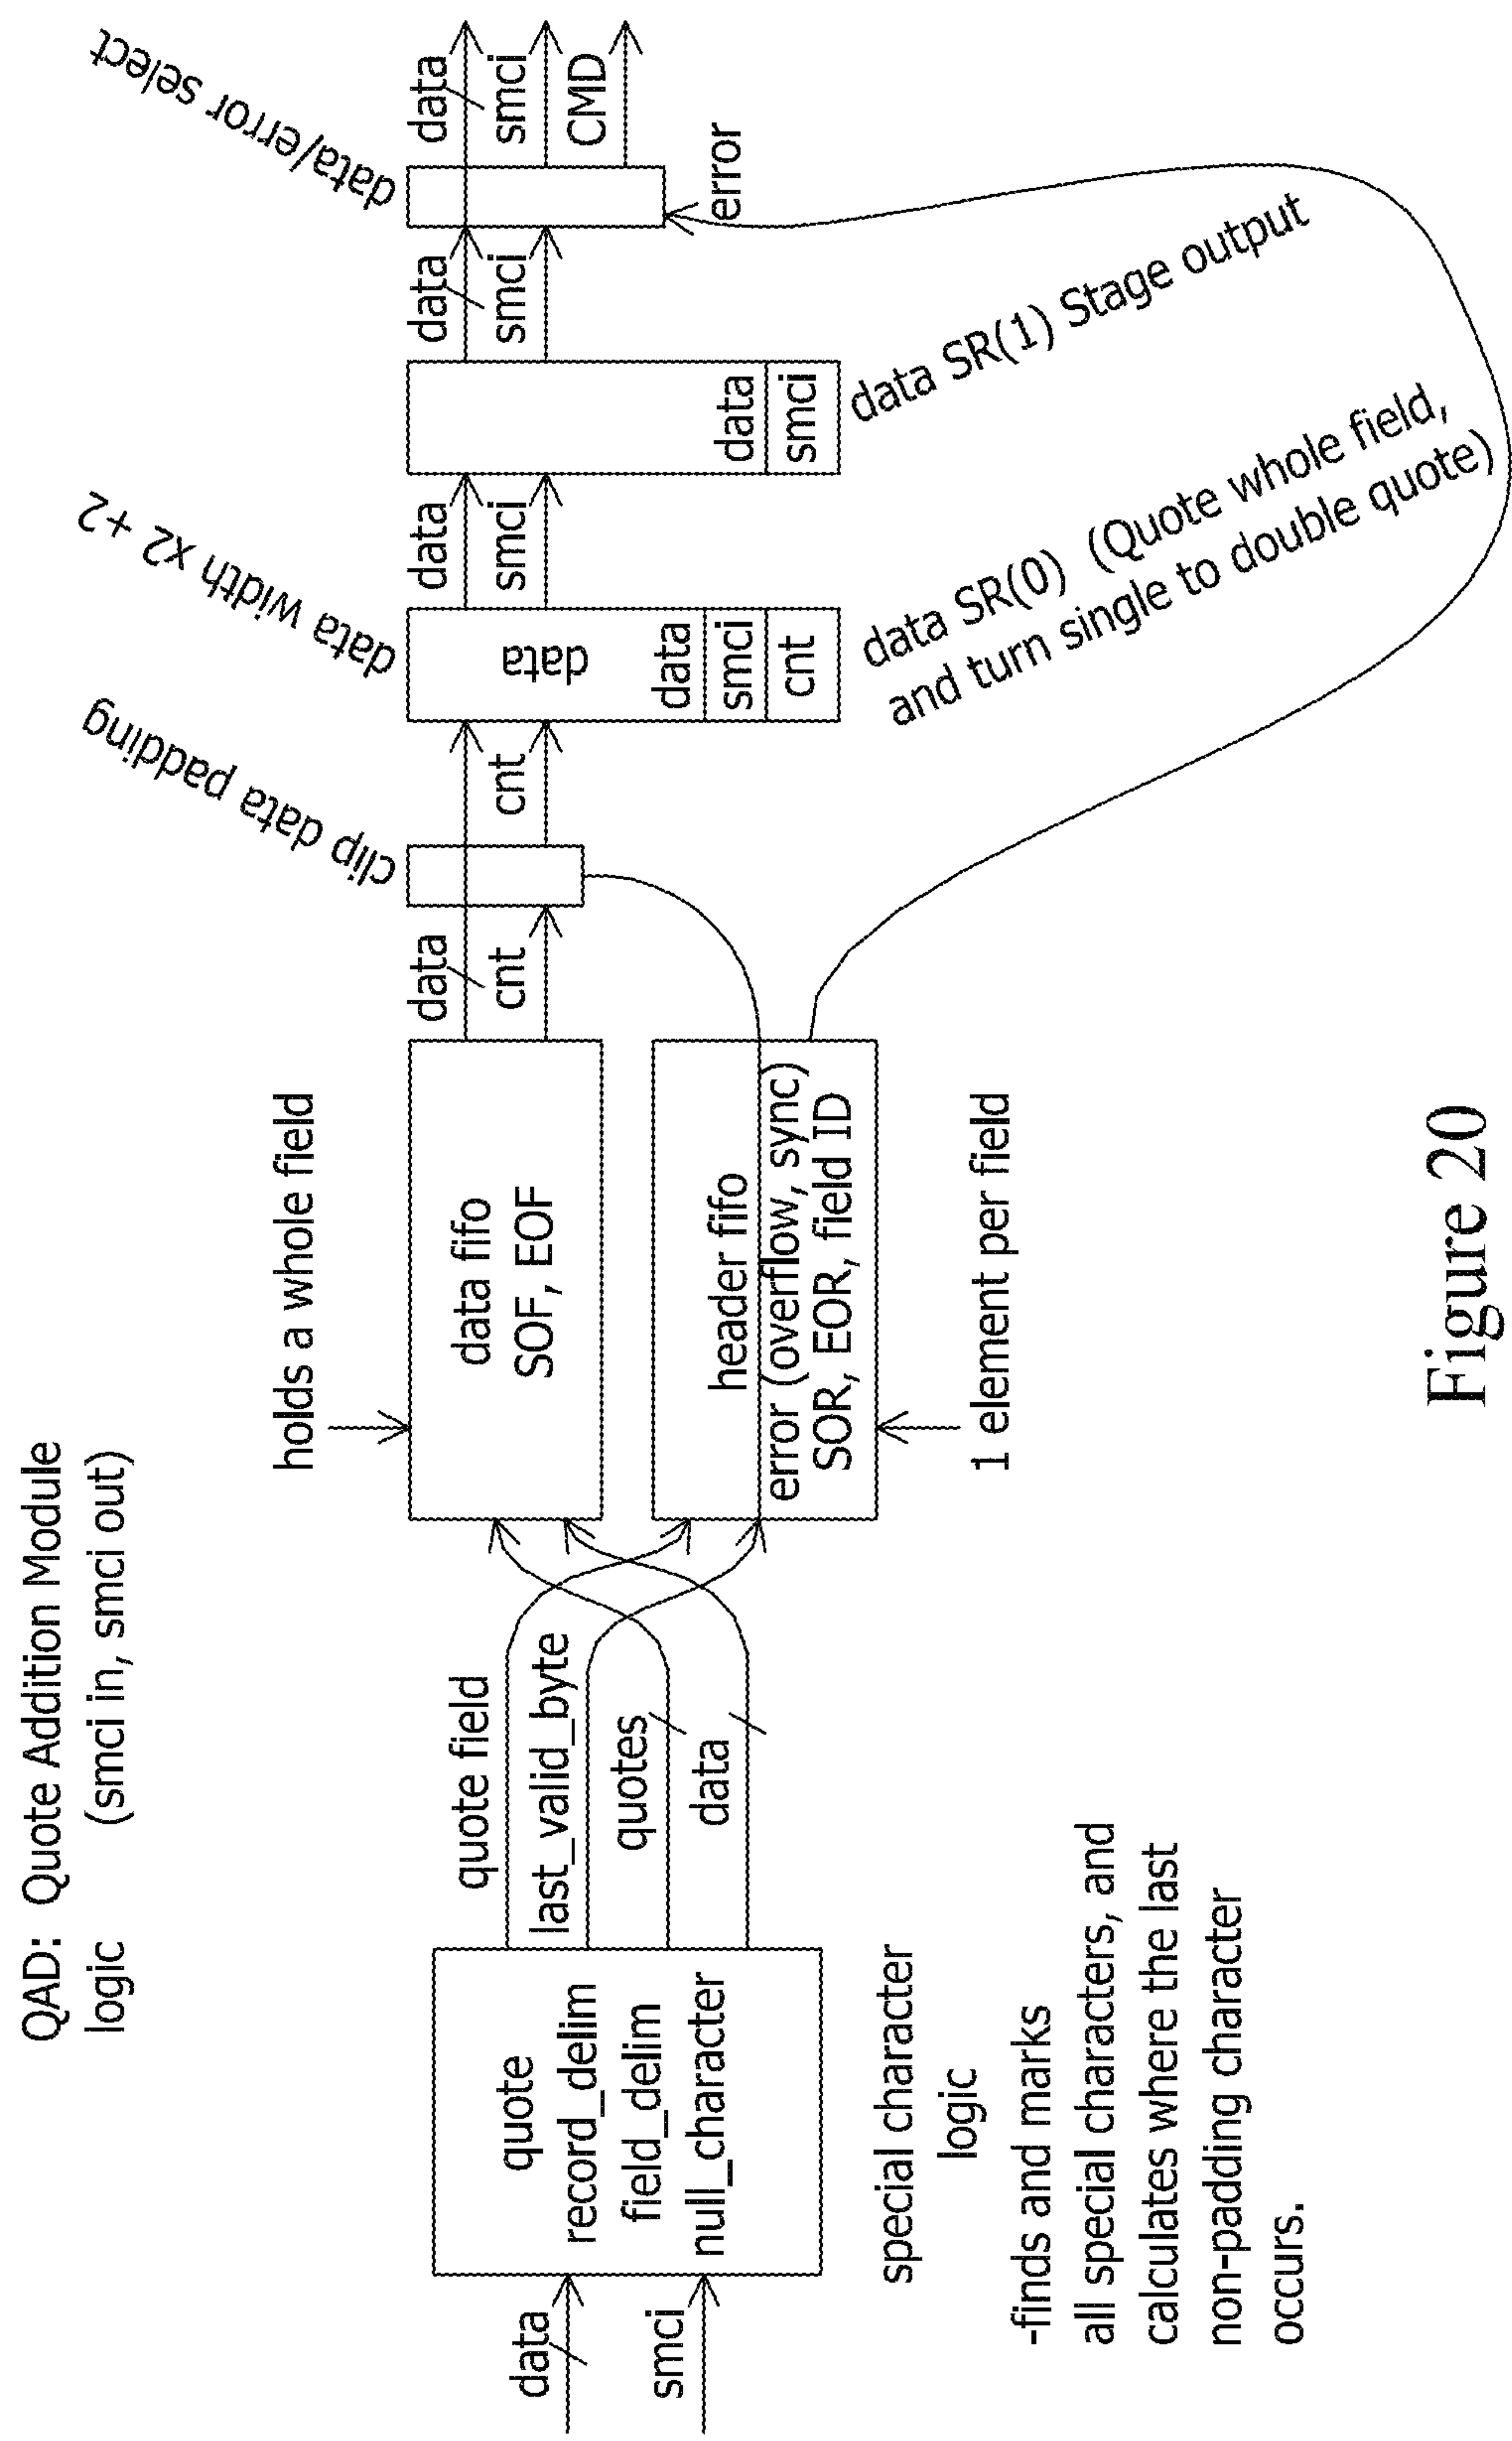 QAD: Quote Addition Module
logic (smci in, smci out)
data
smci
quote
record_delim
field_delim
null_character
special character
logic
-finds and marks
all special characters, and
calculates where the last
non-padding character
occurs.
quote field
last_valid_byte
quotes
data
holds a whole field
data fifo
SOF, EOF
header fifo
error (overflow, sync)
SOR, EOR, field ID
1 element per field
data
cnt
clip data padding
cnt
data width x2 + 2
data
data
smci
cnt
data SR(0) (Quote whole field,
and turn single to double quote)
data
smci
data
smci
data SR(1) Stage output
data
smci
data/error select
error
data
smci
CMD
Figure 20